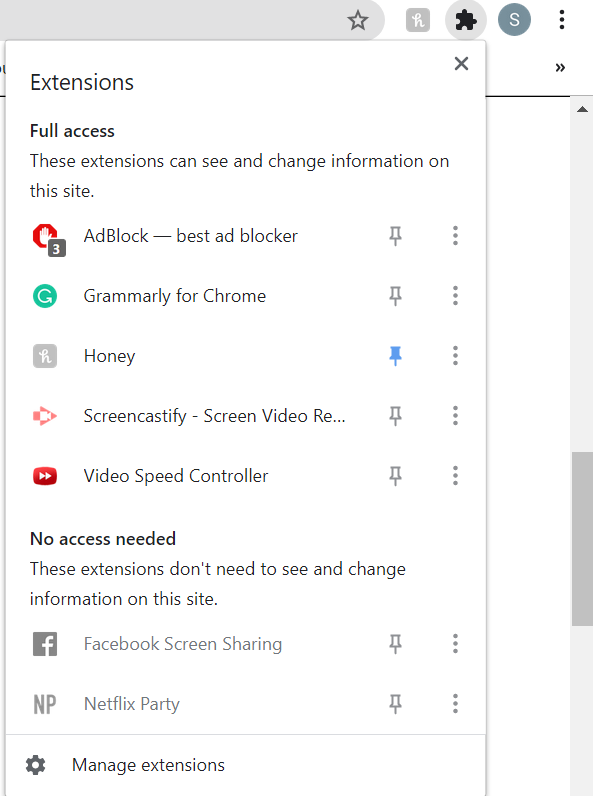 S
»
Extensions
Full access
These extensions can see and change information on
this site.
3
AdBlock — best ad blocker
Grammarly for Chrome
h
Honey
Screencastify - Screen Video Re...
Video Speed Controller
No access needed
These extensions don't need to see and change
information on this site.
f
Facebook Screen Sharing
NP
Netflix Party
Manage extensions